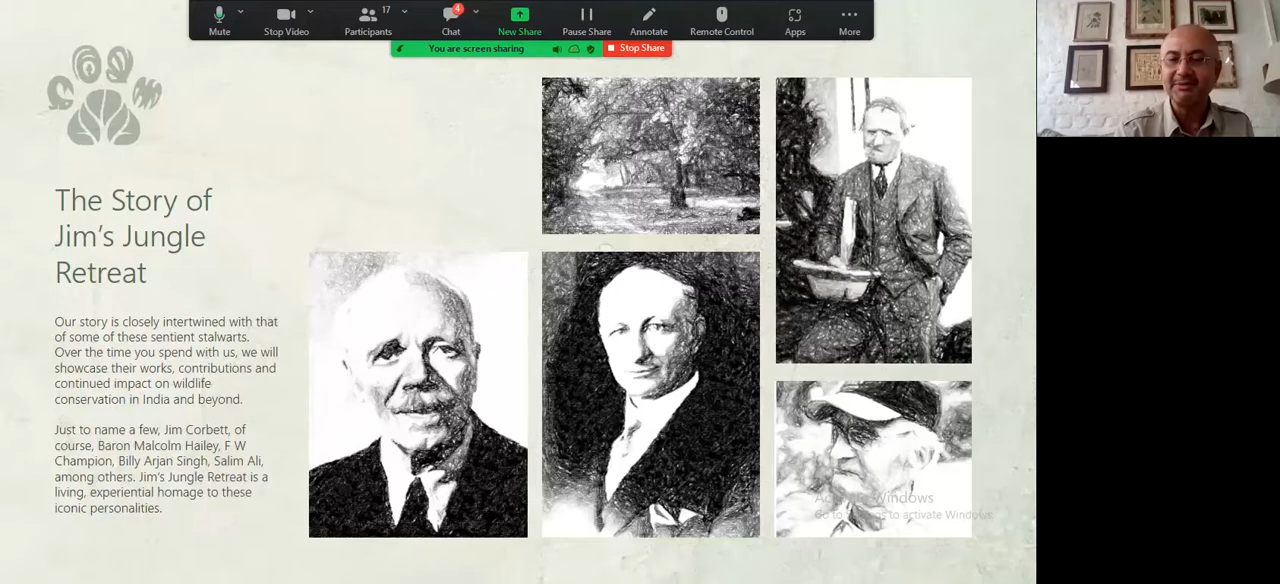 17
4
Mute
Stop Video
Participants
Chat
New Share
Pause Share
Annotate
Remote Control
Apps
More
You are screen sharing
Stop Share
The Story of
Jim's Jungle
Retreat
Our story is closely intertwined with that
of some of these sentient stalwarts.
Over the time you spend with us, we will
showcase their works, contributions and
continued impact on wildlife
conservation in India and beyond.
Just to name a few, Jim Corbett, of
course, Baron Malcolm Hailey, F W
Champion, Billy Arjan Singh, Salim Ali,
among others. Jim's Jungle Retreat is a
living, experiential homage to these
iconic personalities.
Activate Windows
Go to Settings to activate Windows.